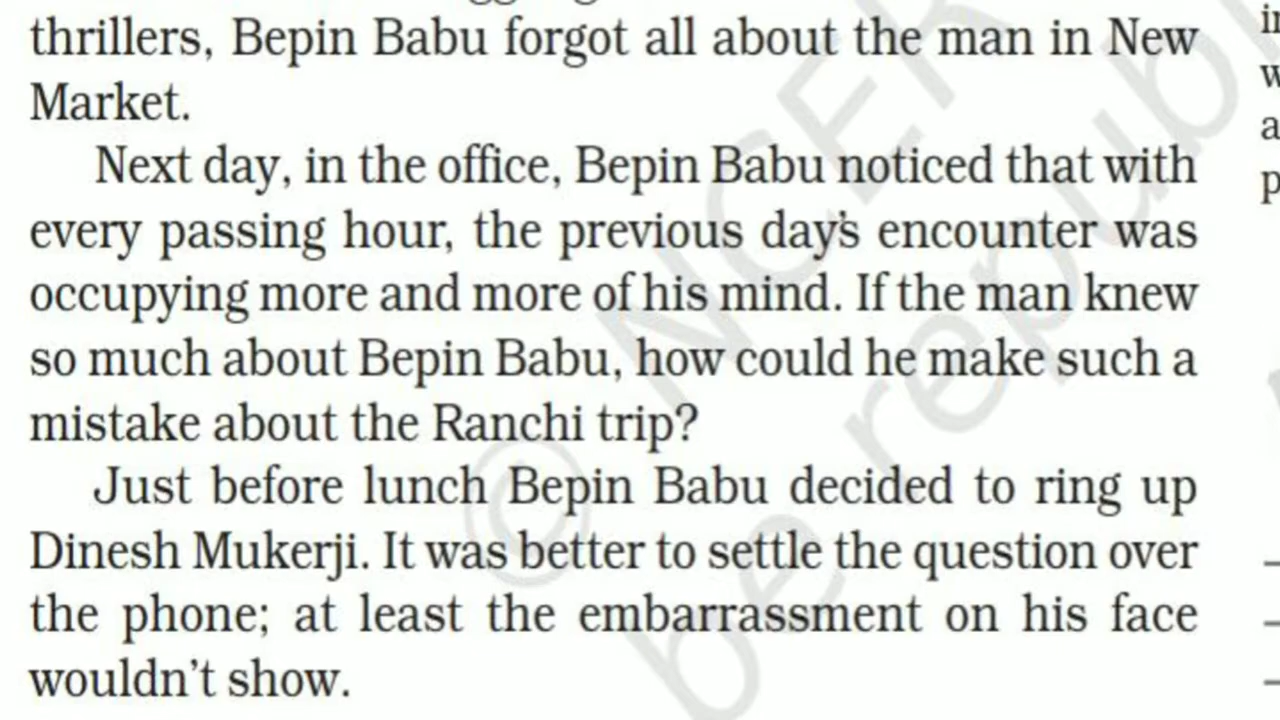 thrillers, Bepin Babu forgot all about the man in New
Market.
Next day, in the office, Bepin Babu noticed that with
every passing hour, the previous day's encounter was
occupying more and more of his mind. If the man knew
so much about Bepin Babu, how could he make such a
mistake about the Ranchi trip?
Just before lunch Bepin Babu decided to ring up
Dinesh Mukerji. It was better to settle the question over
the phone; at least the embarrassment on his face
wouldn't show.
© NCER
be republ